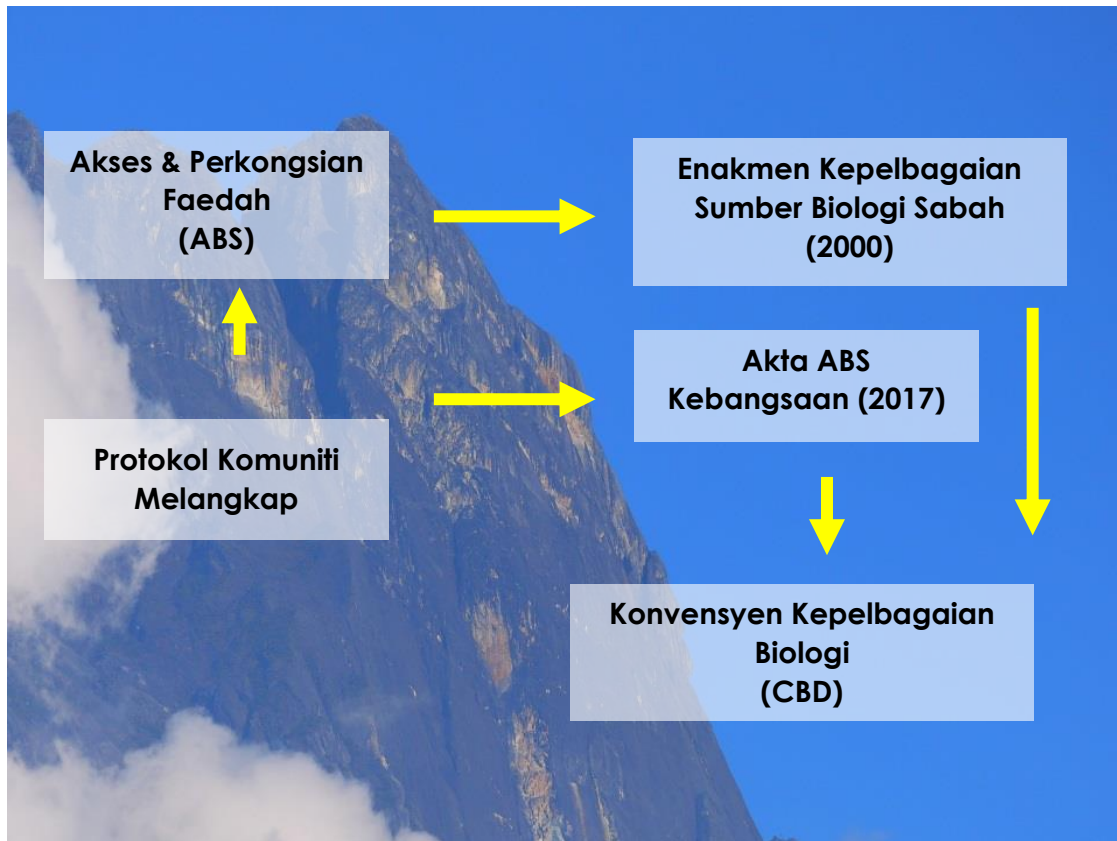 Akses & Perkongsian
Faedah
(ABS)
Enakmen Kepelbagaian
Sumber Biologi Sabah
(2000)
Akta ABS
Kebangsaan (2017)
Protokol Komuniti
Melangkap
Konvensyen Kepelbagaian
Biologi
(CBD)